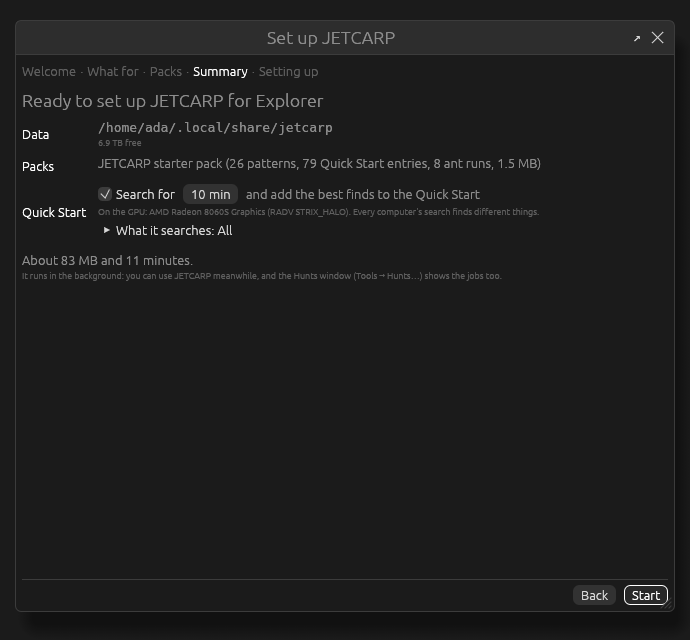 Set up JETCARP
Welcome · What for · Packs · Summary · Setting up
Ready to set up JETCARP for Explorer
Data /home/ada/.local/share/jetcarp
6.9 TB free
Packs JETCARP starter pack (26 patterns, 79 Quick Start entries, 8 ant runs, 1.5 MB)
Search for 10 min and add the best finds to the Quick Start
Quick Start On the GPU: AMD Radeon 8060S Graphics (RADV STRIX_HALO). Every computer's search finds different things.
What it searches: All
About 83 MB and 11 minutes.
It runs in the background: you can use JETCARP meanwhile, and the Hunts window (Tools → Hunts…) shows the jobs too.
Back Start